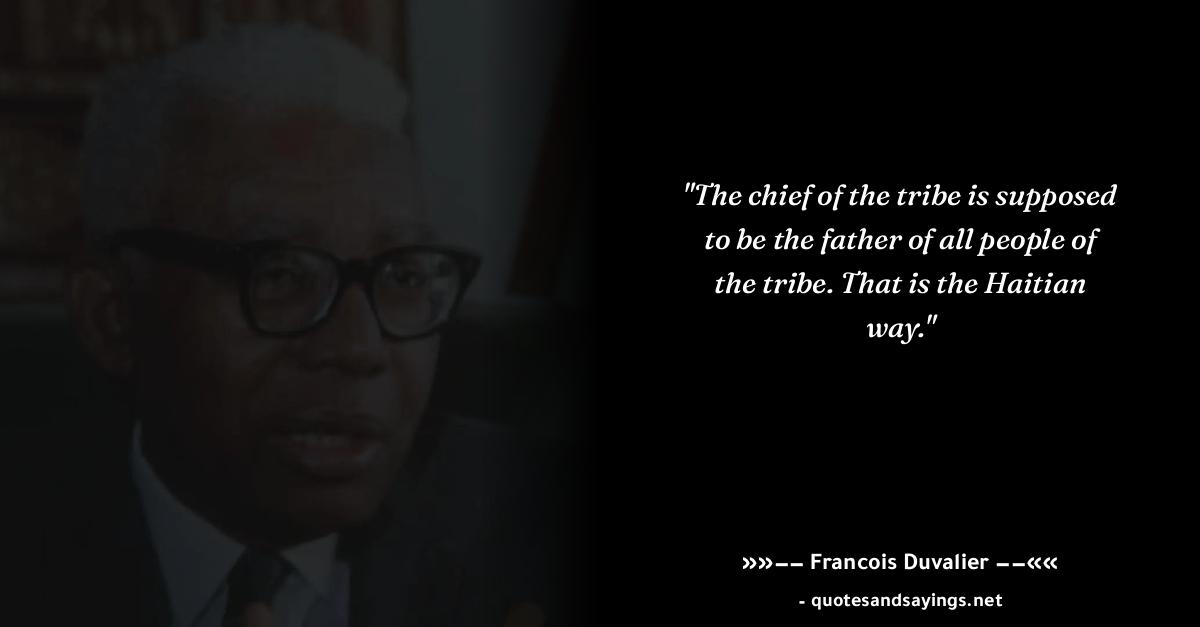 "The chief of the tribe is supposed
to be the father of all people of
the tribe. That is the Haitian
way."
»»–– Francois Duvalier ––««
- quotesandsayings.net